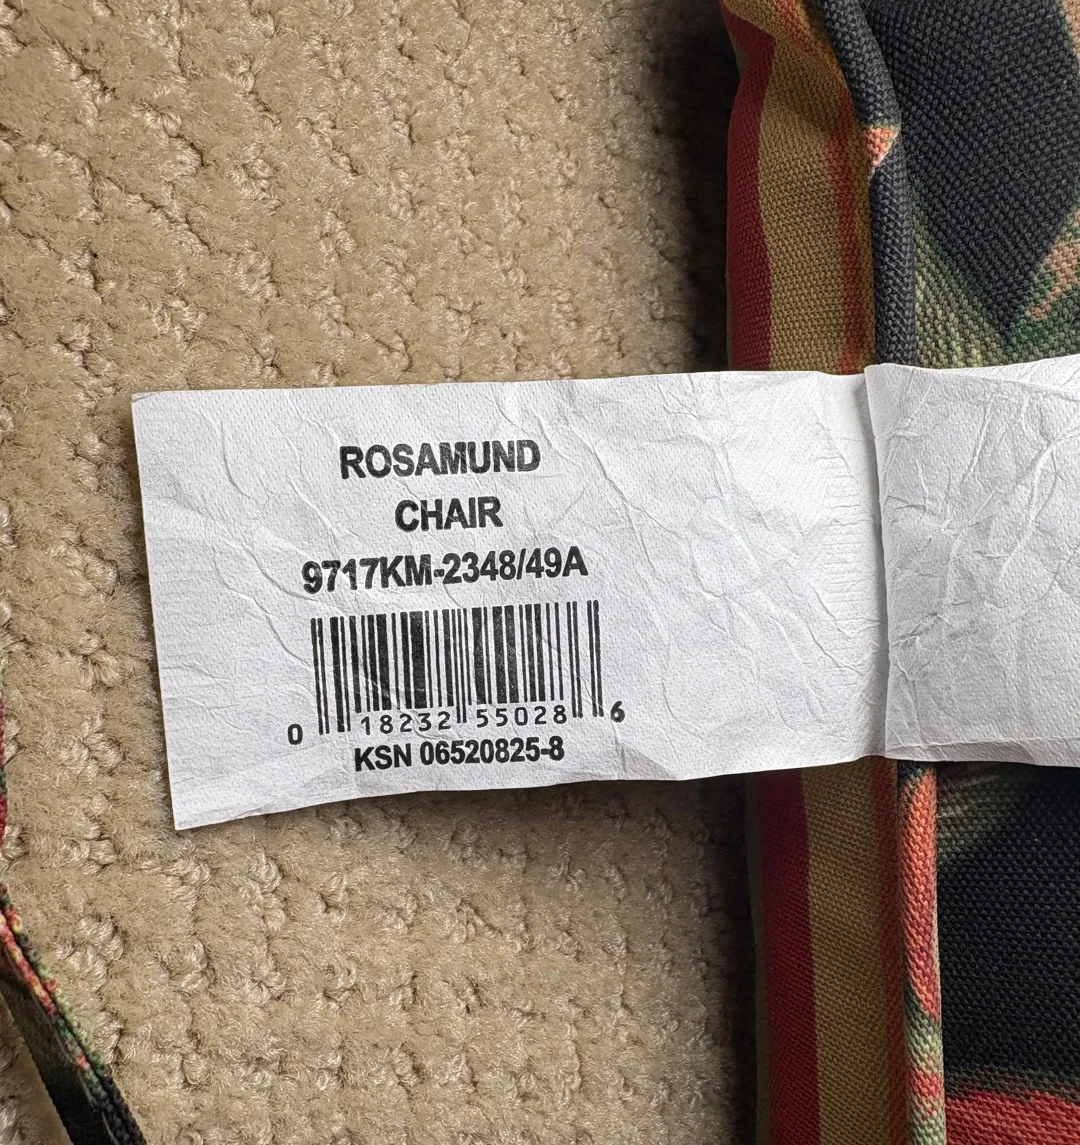 ROSAMUND
CHAIR
9717KM-2348/49A
0 18232 55028 6
KSN 06520825-8